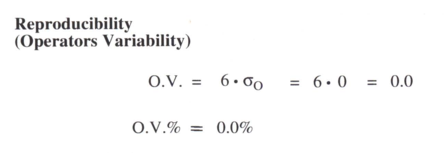 Reproducibility
(Operators Variability)
O.V. = 6 • σO = 6 • 0 = 0.0
O.V.% = 0.0%